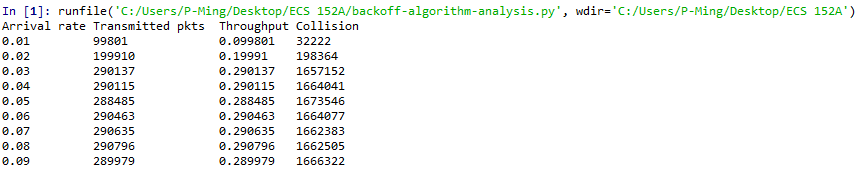 In [1]: runfile('C:/Users/P-Ming/Desktop/ECS 152A/backoff-algorithm-analysis.py', wdir='C:/Users/P-Ming/Desktop/ECS 152A')
Arrival rate Transmitted pkts  Throughput Collision
0.01         99801             0.099801   32222
0.02         199910            0.19991    198364
0.03         290137            0.290137   1657152
0.04         290115            0.290115   1664041
0.05         288485            0.288485   1673546
0.06         290463            0.290463   1664077
0.07         290635            0.290635   1662383
0.08         290796            0.290796   1662505
0.09         289979            0.289979   1666322